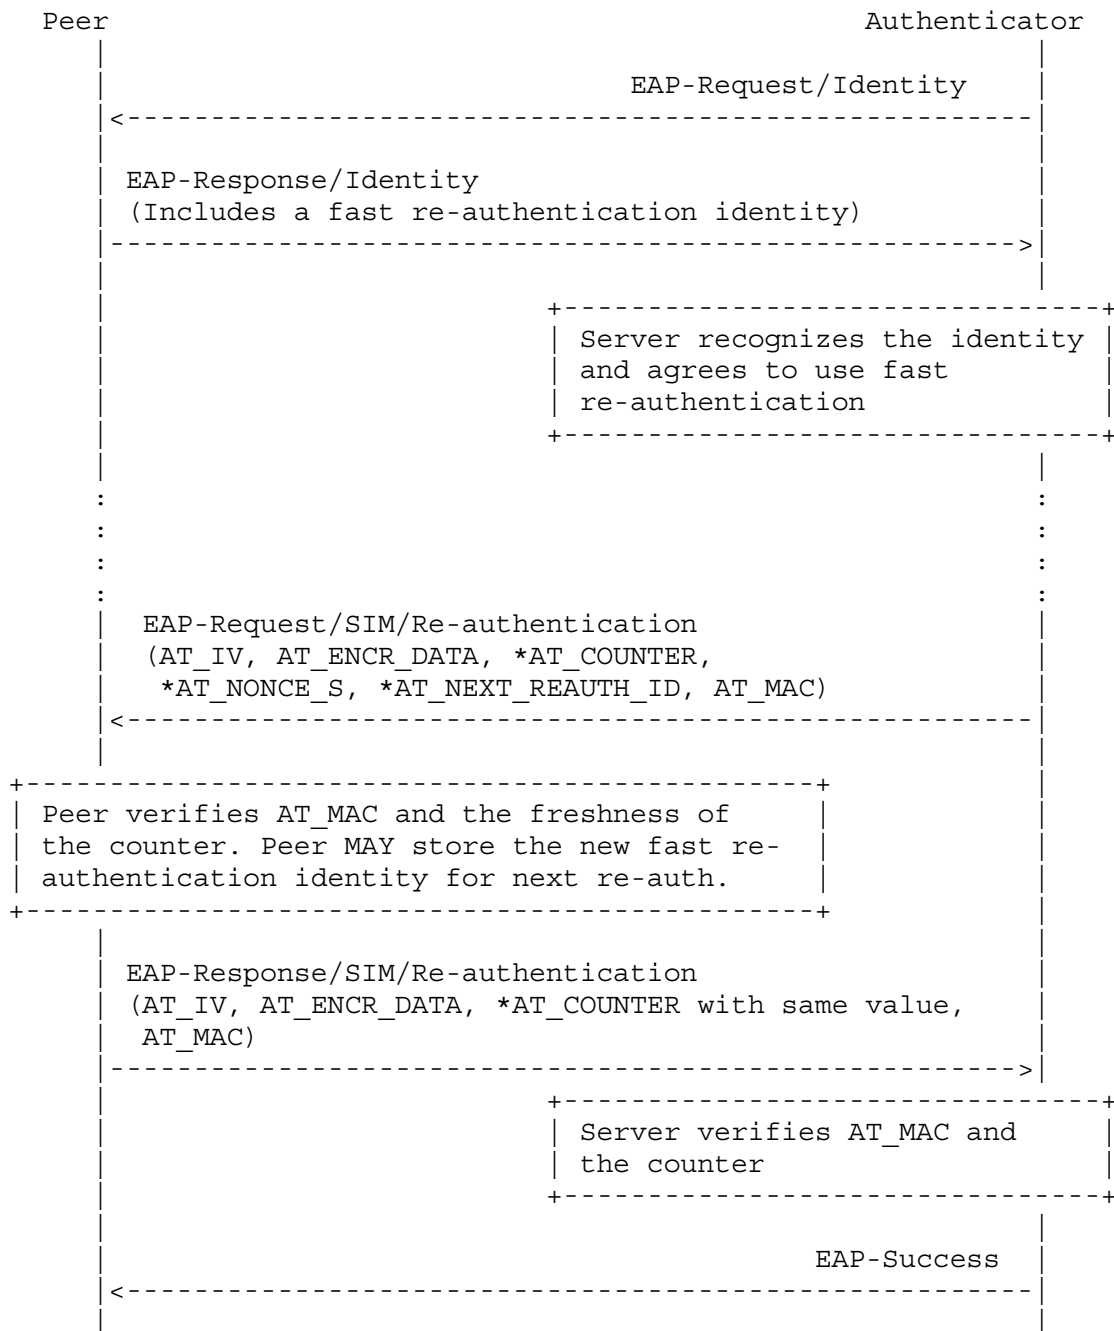 Peer Authenticator
EAP-Request/Identity
EAP-Response/Identity
(Includes a fast re-authentication identity)
Server recognizes the identity
and agrees to use fast
re-authentication
EAP-Request/SIM/Re-authentication
(AT_IV, AT_ENCR_DATA, *AT_COUNTER,
*AT_NONCE_S, *AT_NEXT_REAUTH_ID, AT_MAC)
Peer verifies AT_MAC and the freshness of
the counter. Peer MAY store the new fast re-
authentication identity for next re-auth.
EAP-Response/SIM/Re-authentication
(AT_IV, AT_ENCR_DATA, *AT_COUNTER with same value,
AT_MAC)
Server verifies AT_MAC and
the counter
EAP-Success